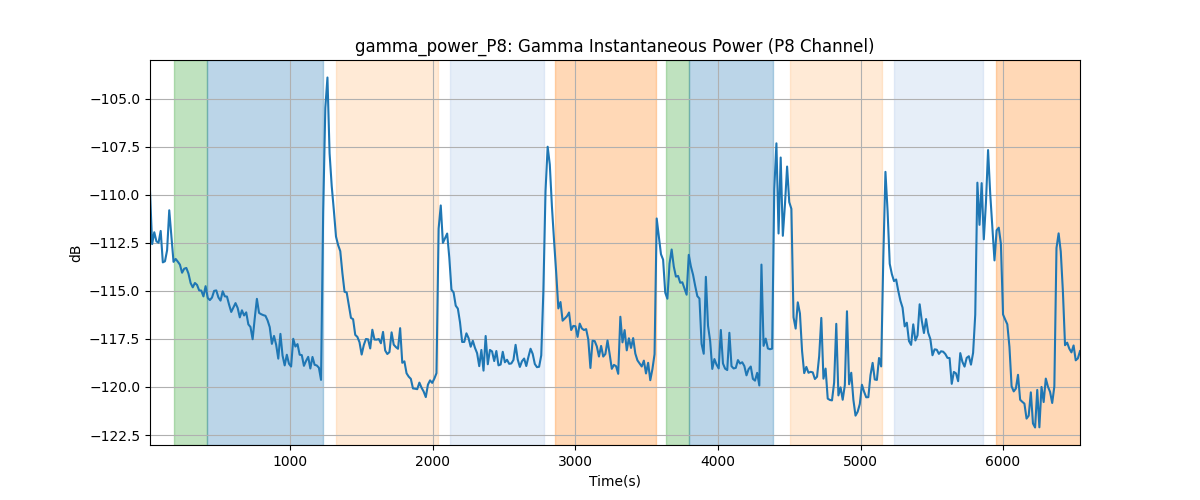 gamma_power_P8: Gamma Instantaneous Power (P8 Channel)
−105.0
−107.5
−110.0
−112.5
−115.0
−117.5
−120.0
−122.5
dB
1000 2000 3000 4000 5000 6000
Time(s)